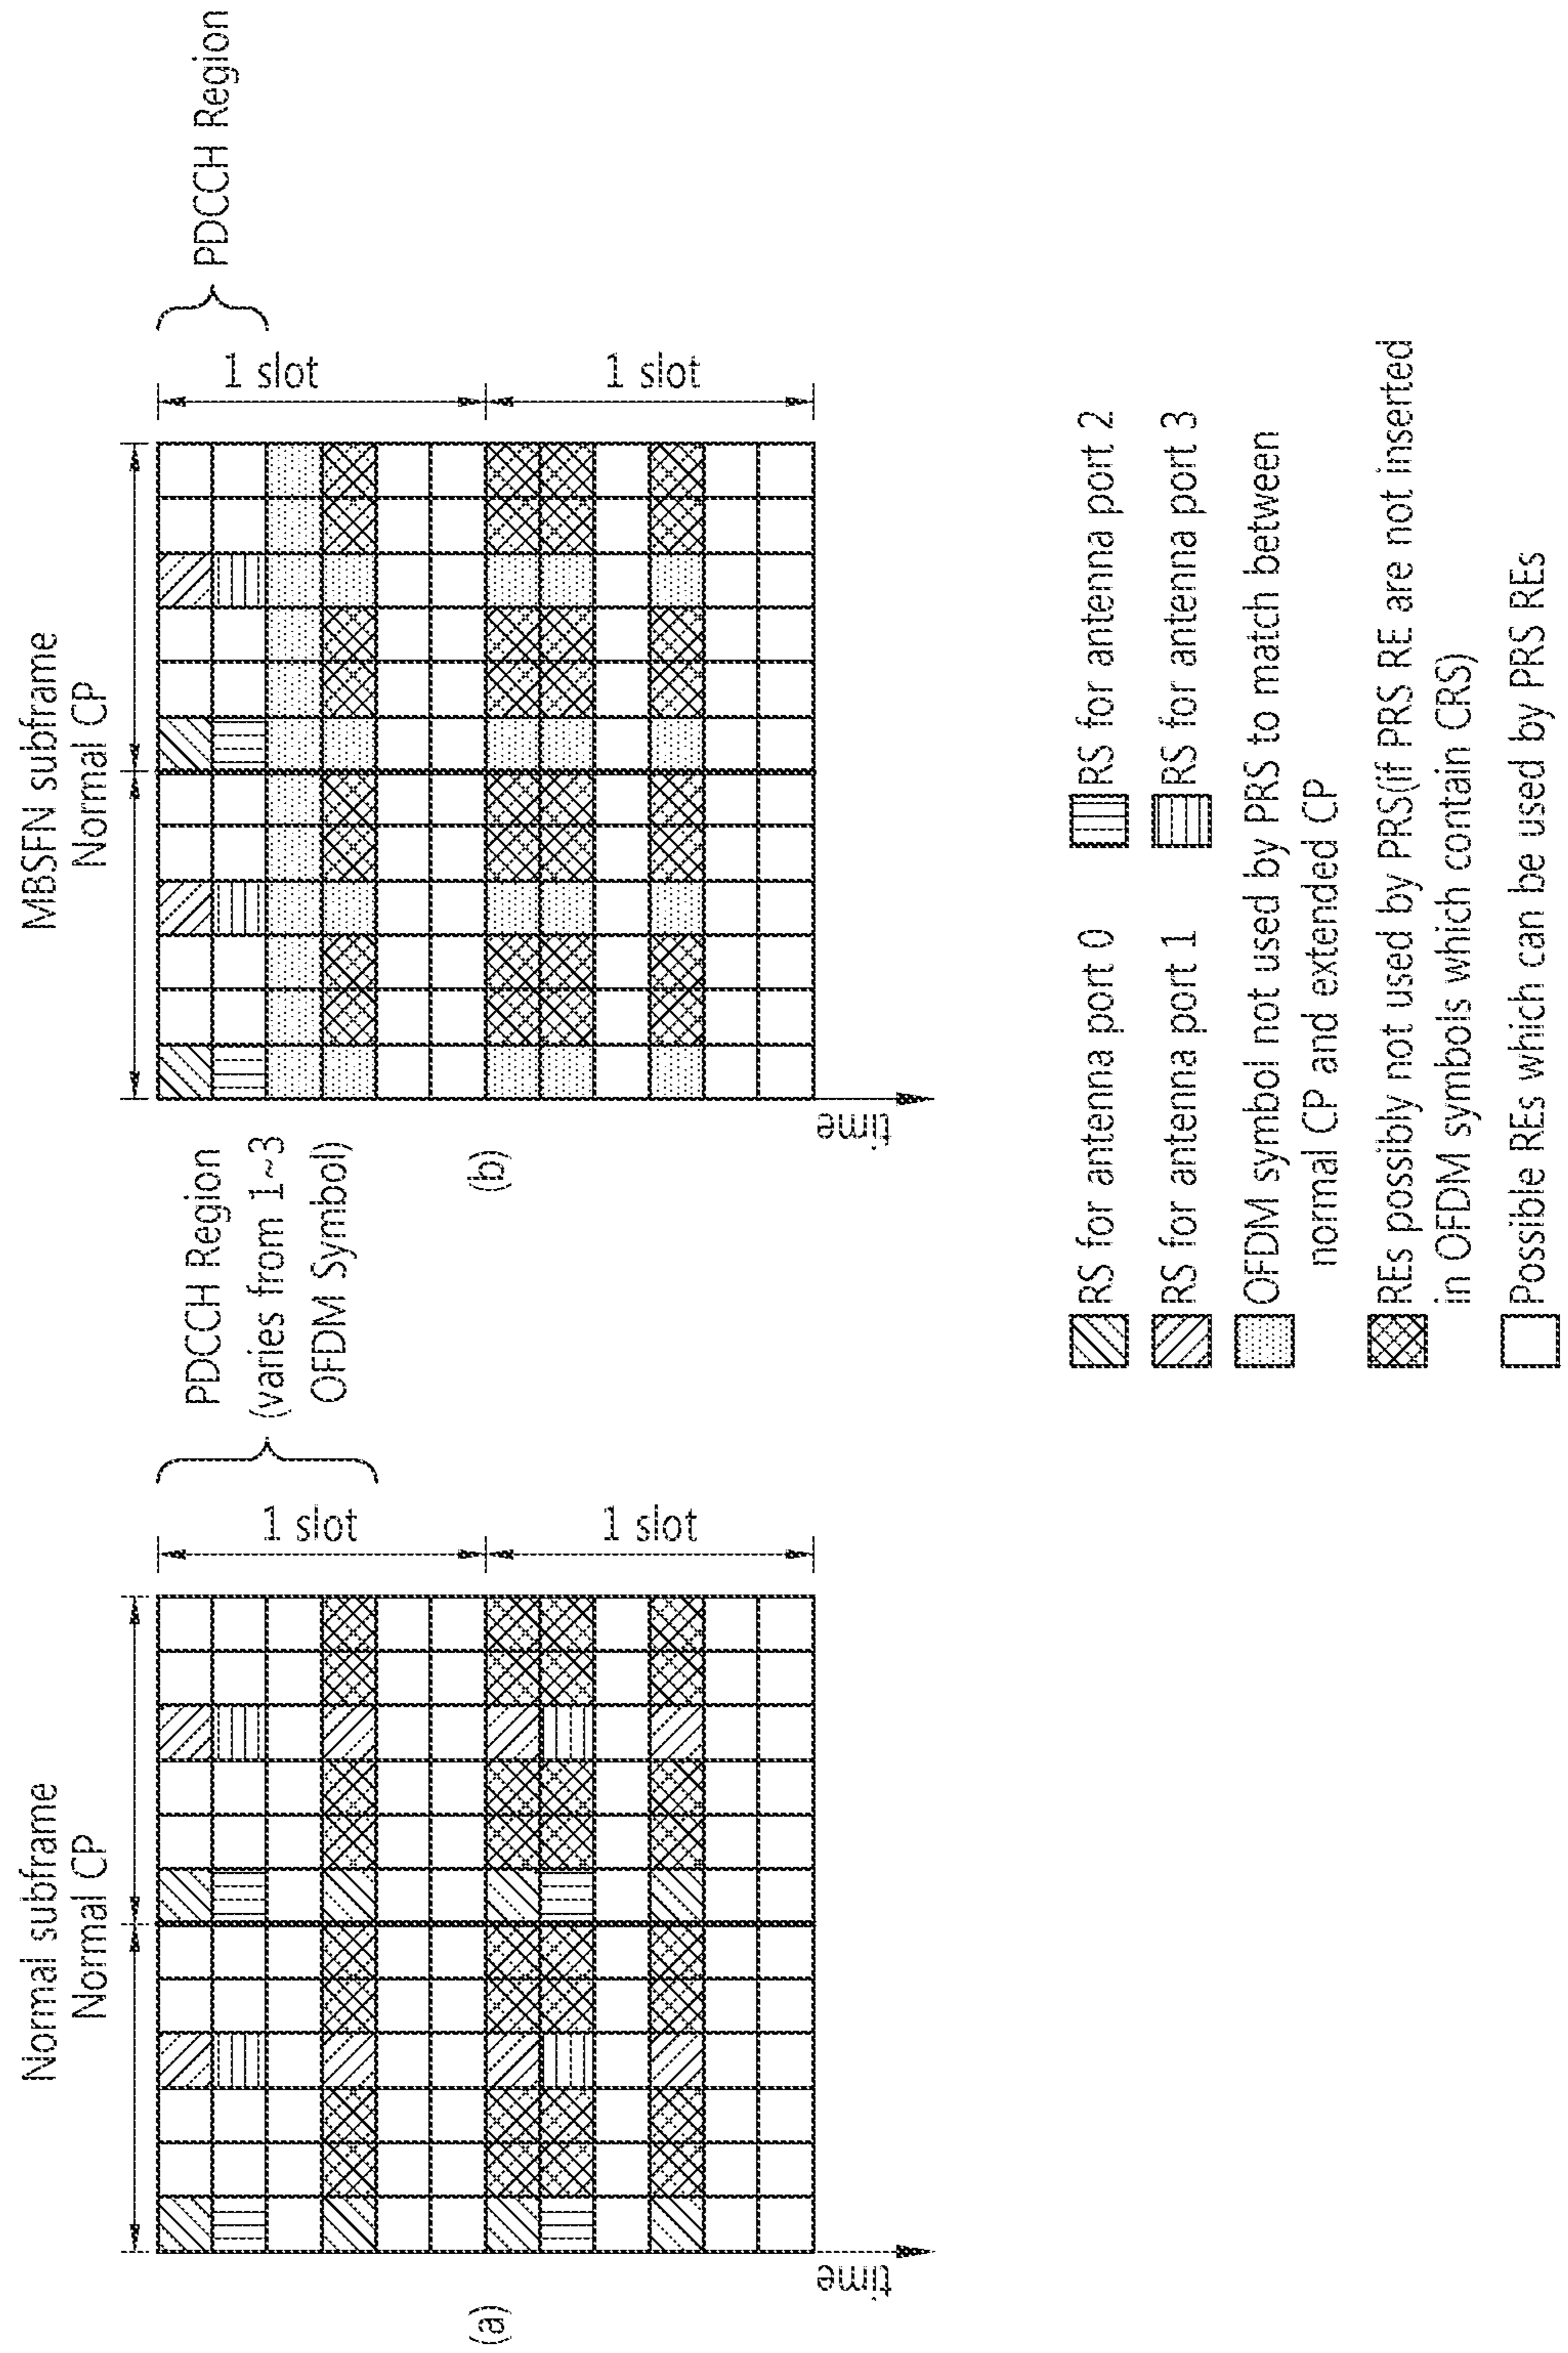 Normal subframe
Normal CP
1 slot
1 slot
PDCCH Region
(varies from 1~3
OFDM Symbol)
time
(a)
MBSFN subframe
Normal CP
1 slot
1 slot
PDCCH Region
time
(b)
RS for antenna port 0
RS for antenna port 2
RS for antenna port 1
RS for antenna port 3
OFDM symbol not used by PRS to match between
normal CP and extended CP
REs possibly not used by PRS(if PRS RE are not inserted
in OFDM symbols which contain CRS)
Possible REs which can be used by PRS REs